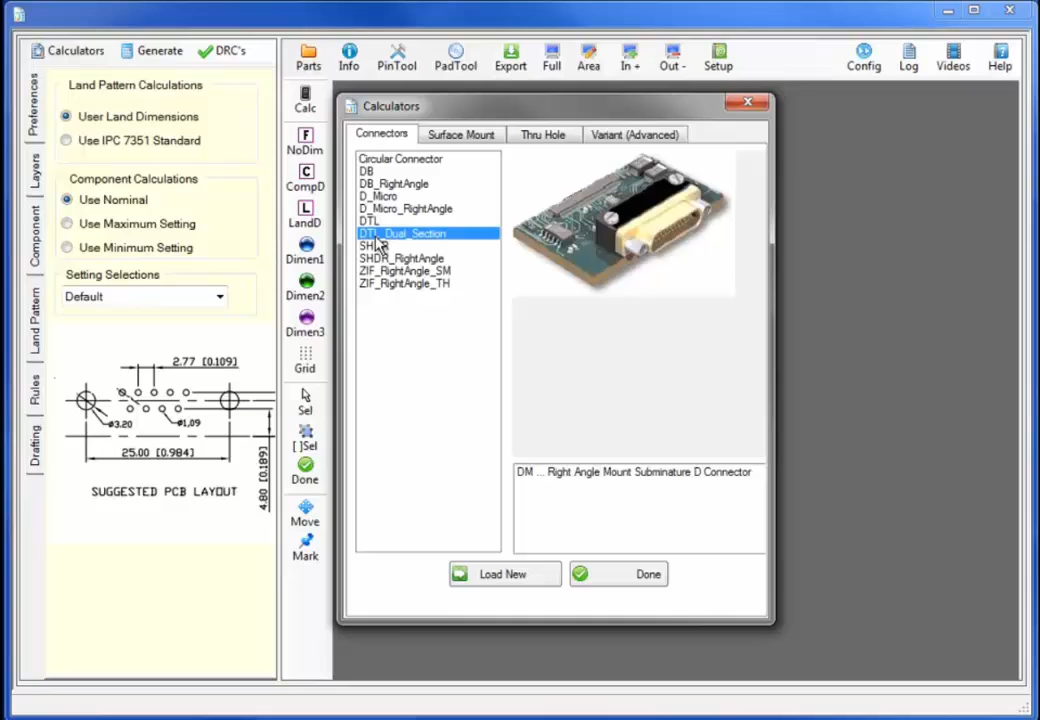 Calculators Generate DRC's
Parts Info PinTool PadTool Export Full Area In + Out - Setup Config Log Videos Help
Preferences
Layers
Component
Land Pattern
Rules
Drafting
Land Pattern Calculations
User Land Dimensions
Use IPC 7351 Standard
Component Calculations
Use Nominal
Use Maximum Setting
Use Minimum Setting
Setting Selections
Default
2.77 [0.109]
ø3.20
ø1.09
25.00 [0.984]
4.80 [0.189]
SUGGESTED PCB LAYOUT
Calc
F
NoDim
C
CompD
L
LandD
Dimen1
Dimen2
Dimen3
Grid
Sel
[ ]Sel
Done
Move
Mark
Calculators
Connectors Surface Mount Thru Hole Variant (Advanced)
Circular Connector
DB
DB_RightAngle
D_Micro
D_Micro_RightAngle
DTL
DTL_Dual_Section
SHDR
SHDR_RightAngle
ZIF_RightAngle_SM
ZIF_RightAngle_TH
DM ... Right Angle Mount Subminature D Connector
Load New Done